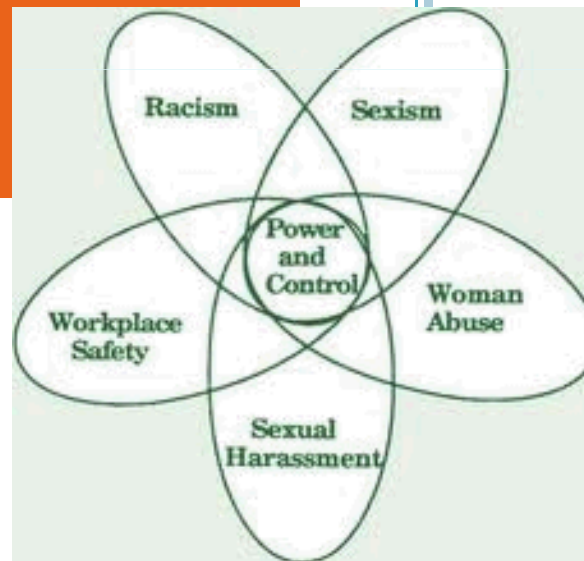 Racism
Sexism
Power
and
Control
Woman
Abuse
Workplace
Safety
Sexual
Harassment